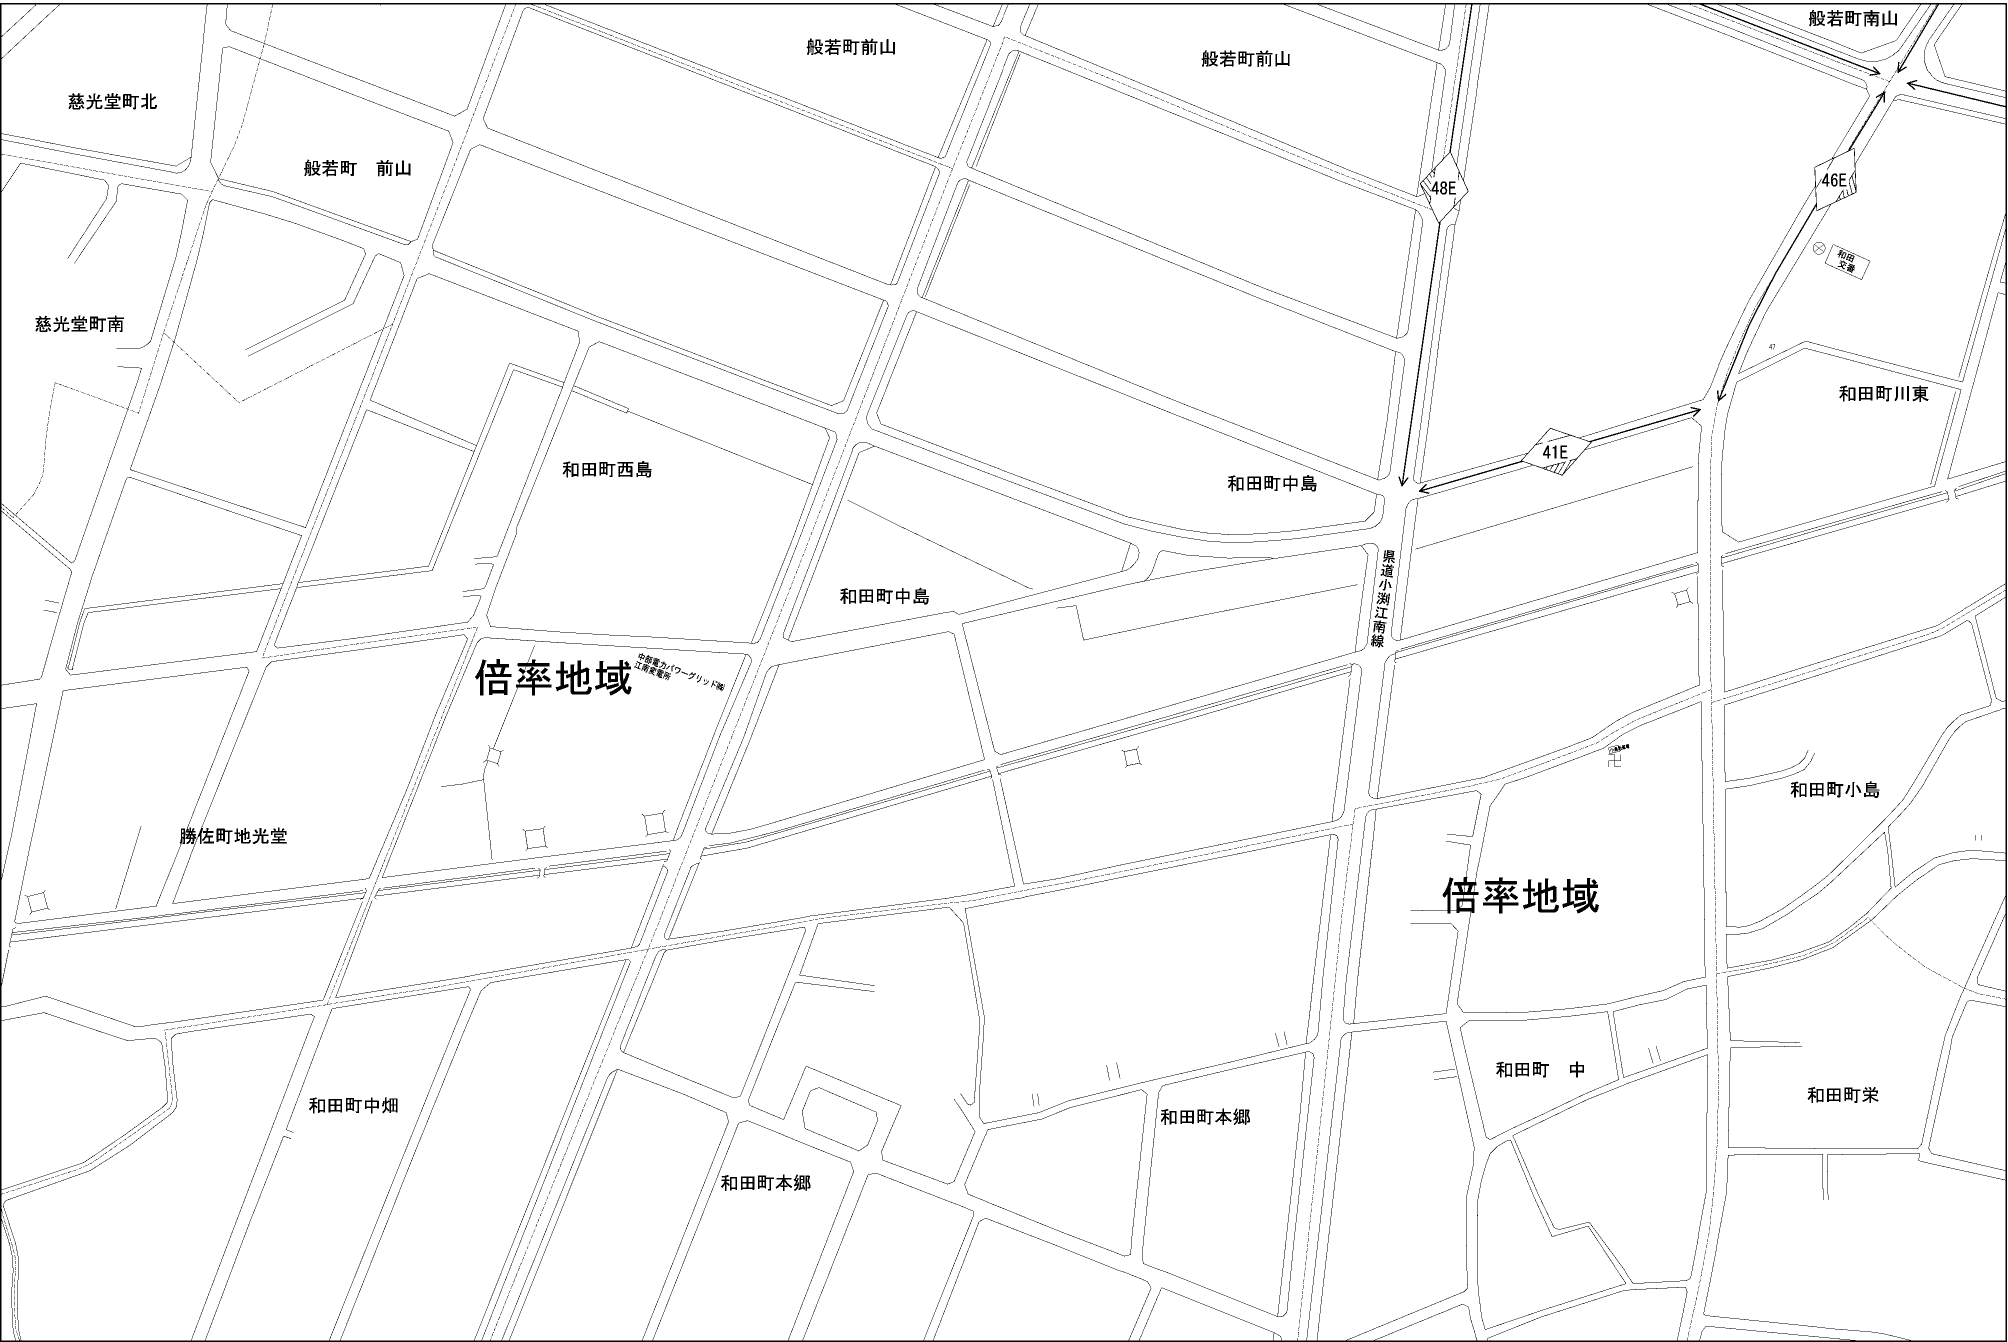 般若町南山
般若町前山
般若町前山
慈光堂町北
般若町　前山
48E
46E
和田
交番
慈光堂町南
47
和田町川東
41E
和田町西島
和田町中島
県道小渕江南線
和田町中島
倍率地域
中部電力パワーグリッド㈱
江南変電所
和田町小島
勝佐町地光堂
倍率地域
和田町　中
和田町栄
和田町中畑
和田町本郷
和田町本郷